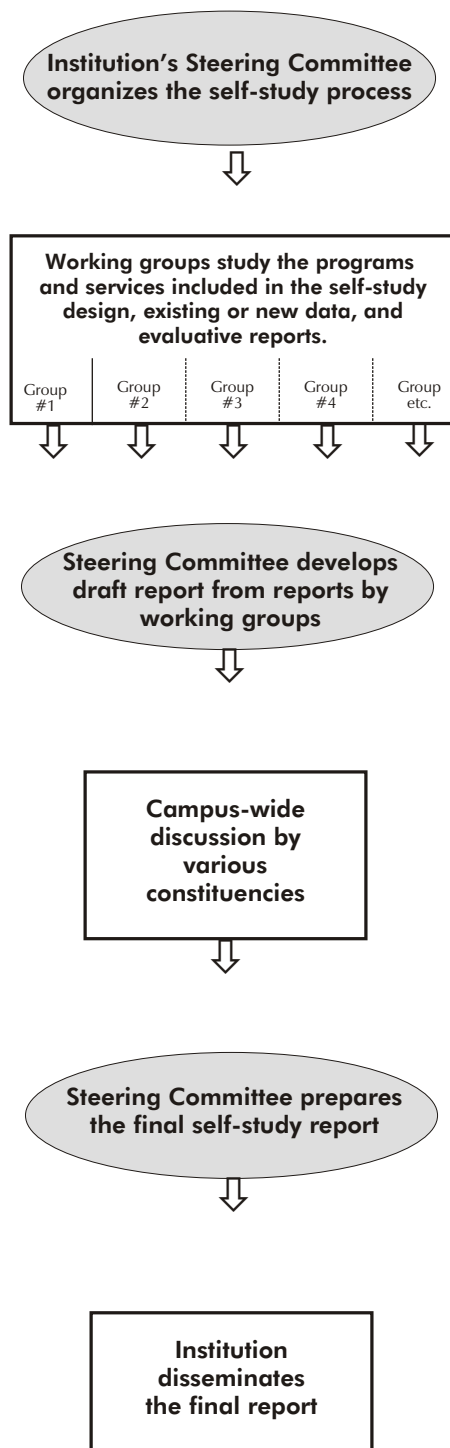 Institution’s Steering Committee
organizes the self-study process
Working groups study the programs
and services included in the self-study
design, existing or new data, and
evaluative reports.
Group
#1
Group
#2
Group
#3
Group
#4
Group
etc.
Steering Committee develops
draft report from reports by
working groups
Campus-wide
discussion by
various
constituencies
Steering Committee prepares
the final self-study report
Institution
disseminates
the final report